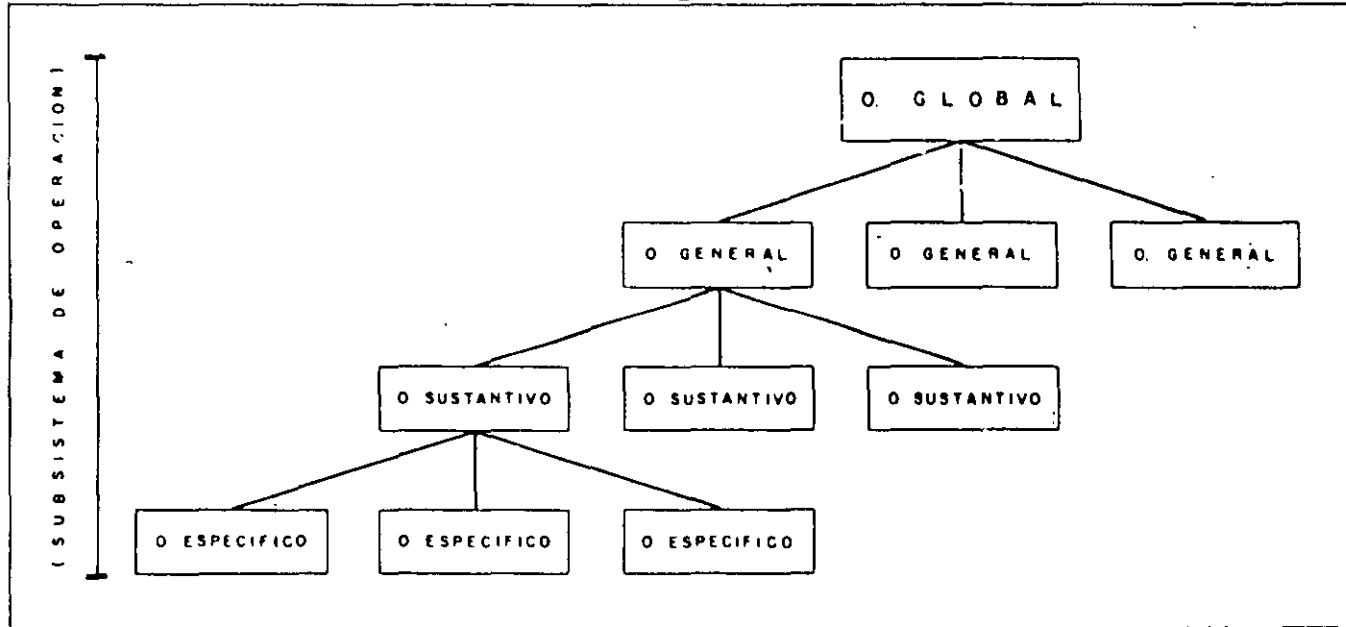 (SUBSISTEMA DE OPERACION)
O. GLOBAL
O GENERAL
O GENERAL
O. GENERAL
O SUSTANTIVO
O SUSTANTIVO
O SUSTANTIVO
O ESPECIFICO
O ESPECIFICO
O ESPECIFICO